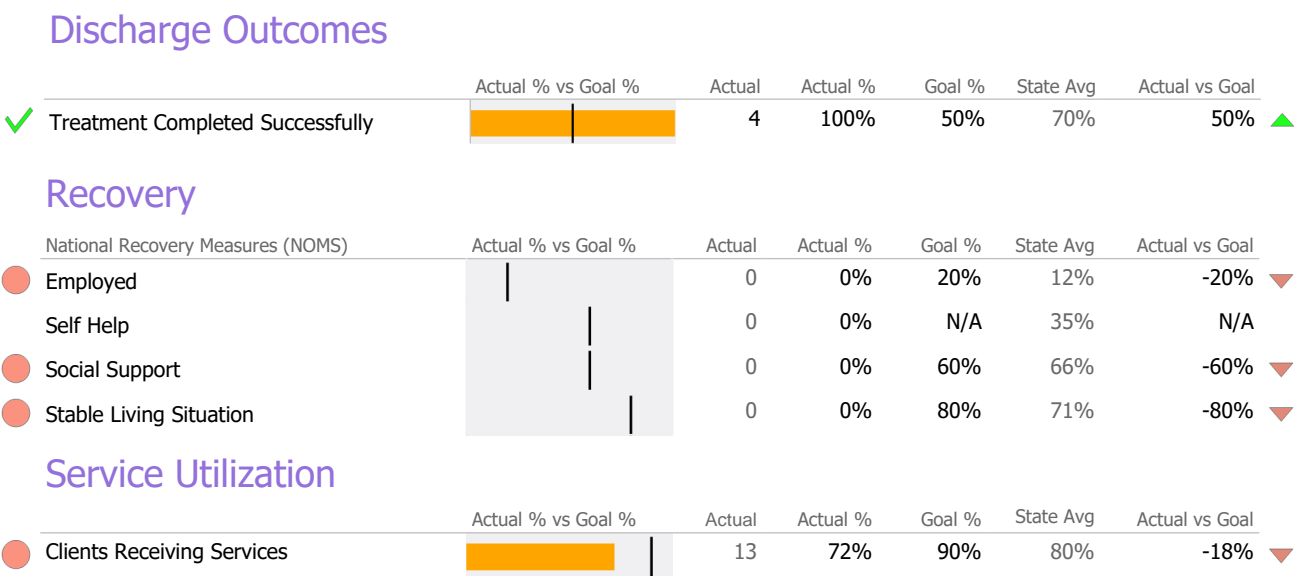 Discharge Outcomes
Actual % vs Goal % Actual Actual % Goal % State Avg Actual vs Goal
Treatment Completed Successfully 4 100% 50% 70% 50%
Recovery
National Recovery Measures (NOMS) Actual % vs Goal % Actual Actual % Goal % State Avg Actual vs Goal
Employed 0 0% 20% 12% -20%
Self Help 0 0% N/A 35% N/A
Social Support 0 0% 60% 66% -60%
Stable Living Situation 0 0% 80% 71% -80%
Service Utilization
Actual % vs Goal % Actual Actual % Goal % State Avg Actual vs Goal
Clients Receiving Services 13 72% 90% 80% -18%